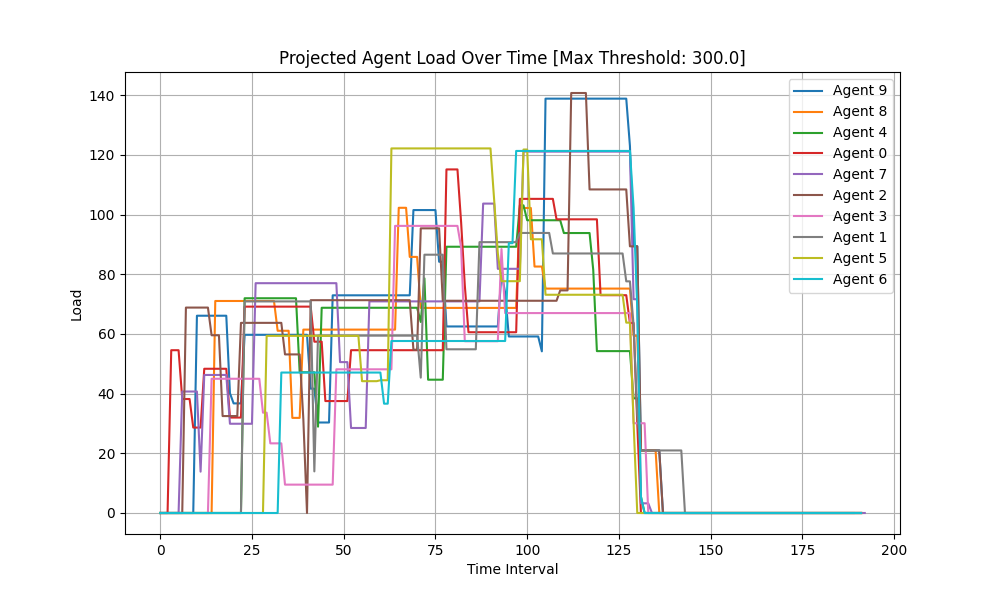 Projected Agent Load Over Time [Max Threshold: 300.0]
Load
140
120
100
80
60
40
20
0
0 25 50 75 100 125 150 175 200
Time Interval
Agent 9
Agent 8
Agent 4
Agent 0
Agent 7
Agent 2
Agent 3
Agent 1
Agent 5
Agent 6